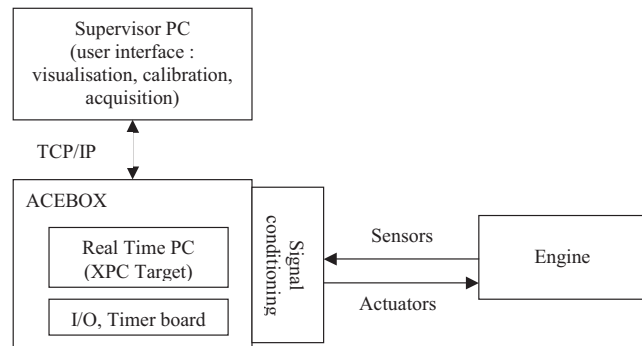 Supervisor PC
(user interface :
visualisation, calibration,
acquisition)
TCP/IP
ACEBOX
Real Time PC
(XPC Target)
I/O, Timer board
Signal
conditioning
Sensors
Actuators
Engine